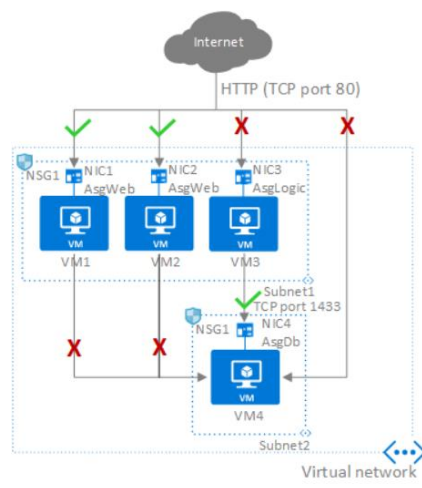 Internet
HTTP (TCP port 80)
X
X
NSG1
NIC1
AsgWeb
NIC2
AsgWeb
NIC3
AsgLogic
VM
VM
VM
VM1
VM2
VM3
Subnet1
TCP port 1433
NSG1
NIC4
AsgDb
X
X
VM
VM4
Subnet2
Virtual network